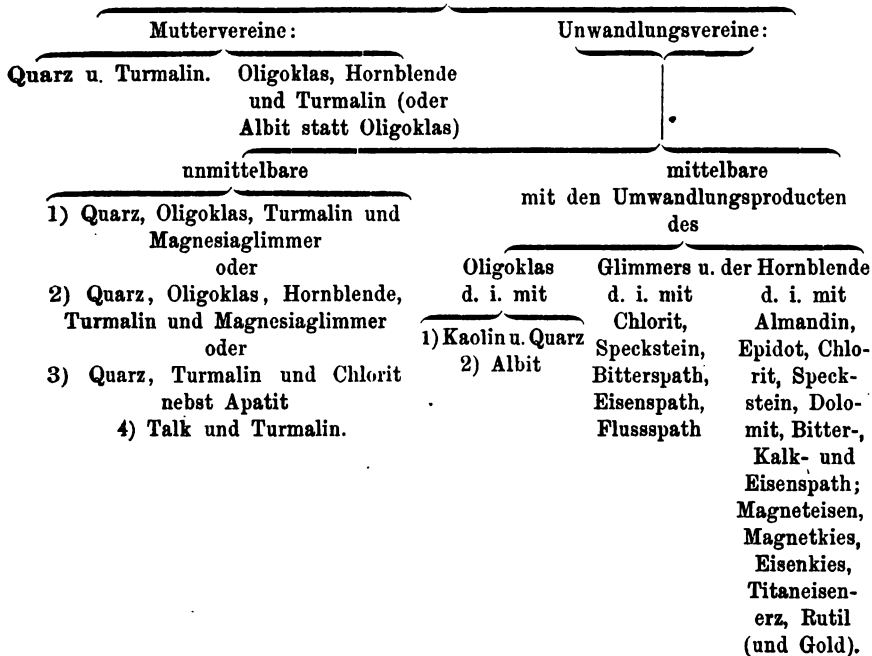 Muttervereine:
Unwandlungsvereine:
Quarz u. Turmalin.
Oligoklas, Hornblende
und Turmalin (oder
Albit statt Oligoklas)
unmittelbare
1) Quarz, Oligoklas, Turmalin und
Magnesiaglimmer
oder
2) Quarz, Oligoklas, Hornblende,
Turmalin und Magnesiaglimmer
oder
3) Quarz, Turmalin und Chlorit
nebst Apatit
4) Talk und Turmalin.
mittelbare
mit den Umwandlungsproducten
des
Oligoklas
d. i. mit
1) Kaolin u. Quarz
2) Albit
Glimmers u. der Hornblende
d. i. mit
Chlorit,
Speckstein,
Bitterspath,
Eisenspath,
Flussspath
d. i. mit
Almandin,
Epidot, Chlo-
rit, Speck-
stein, Dolo-
mit, Bitter-,
Kalk- und
Eisenspath;
Magneteisen,
Magnetkies,
Eisenkies,
Titaneisen-
erz, Rutil
(und Gold).